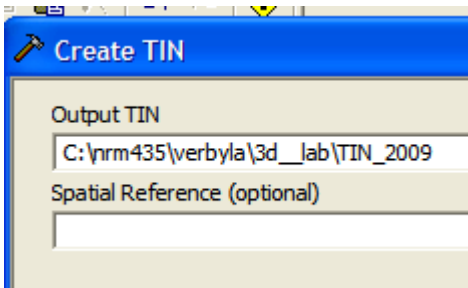 Create TIN
Output TIN
C:\nrm435\verbyla\3d__lab\TIN_2009
Spatial Reference (optional)